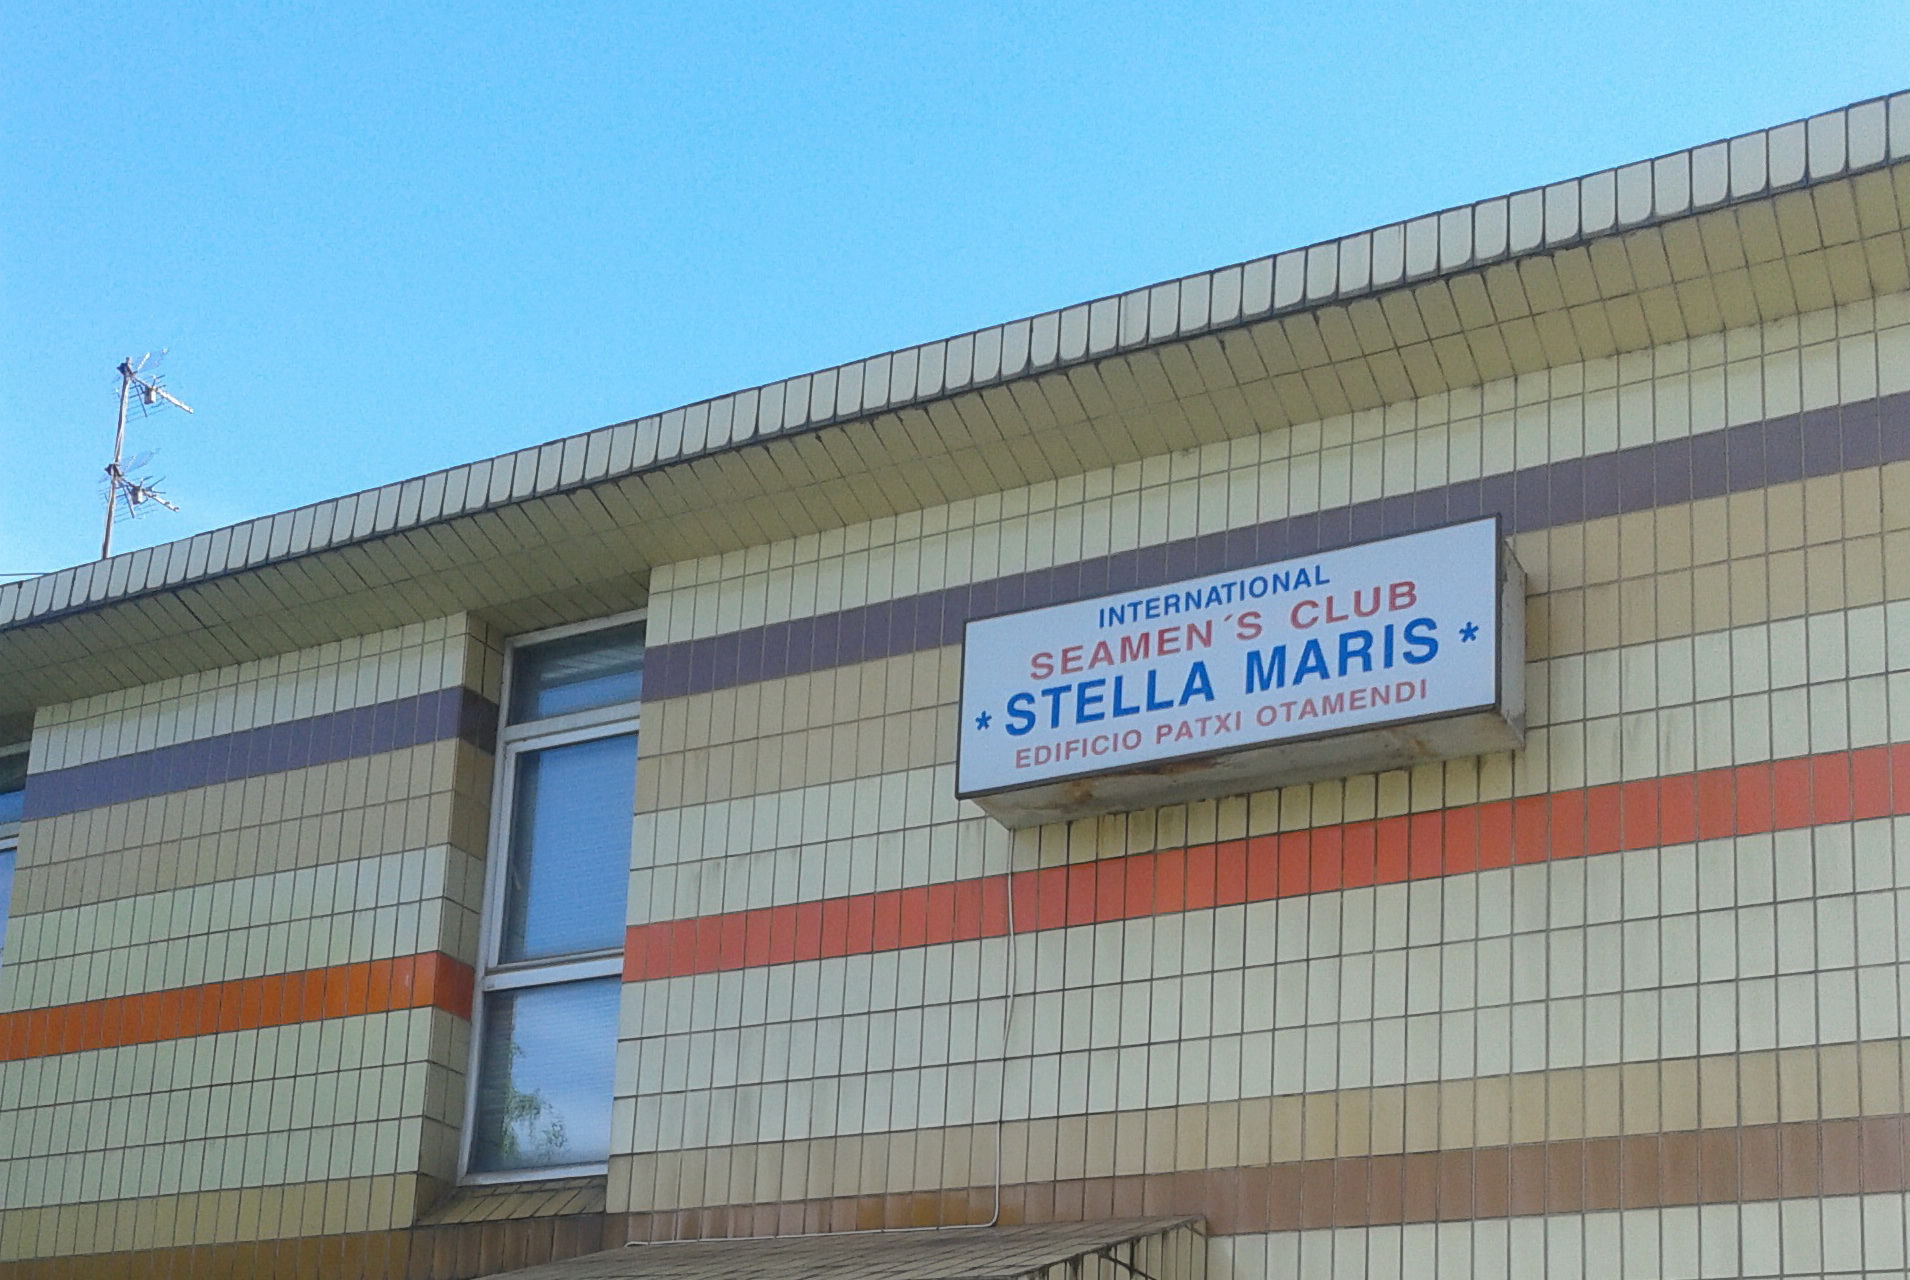 INTERNATIONAL
SEAMEN´S CLUB
* STELLA MARIS *
EDIFICIO PATXI OTAMENDI